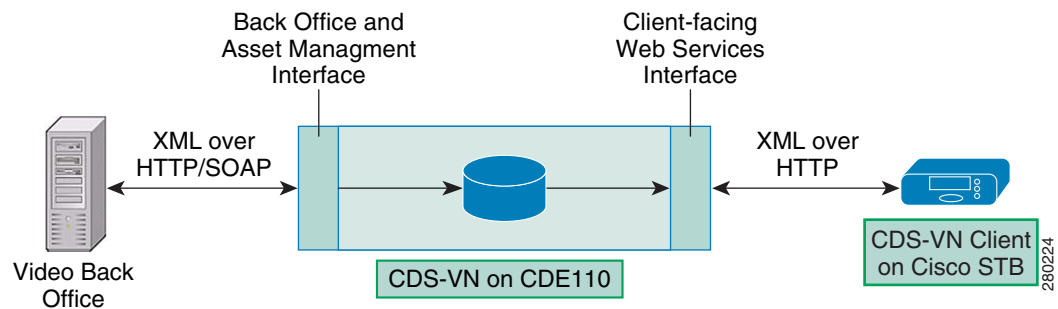 Back Office and
Asset Managment
Interface
Client-facing
Web Services
Interface
XML over
HTTP/SOAP
XML over
HTTP
Video Back
Office
CDS-VN on CDE110
CDS-VN Client
on Cisco STB
280224